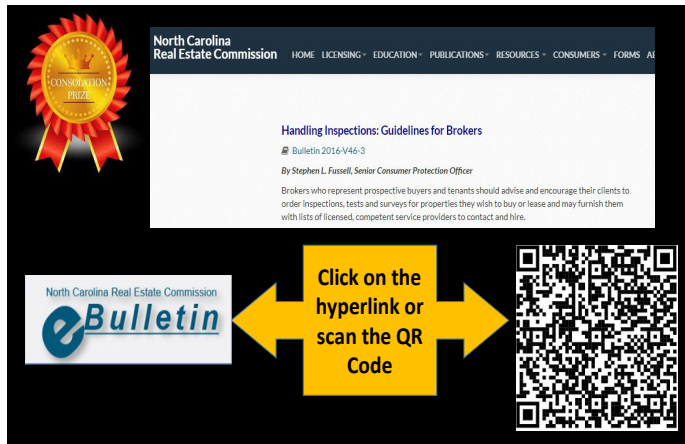 CONSOLATION
PRIZE
North Carolina
Real Estate Commission
HOME LICENSING EDUCATION PUBLICATIONS RESOURCES CONSUMERS FORMS
Handling Inspections: Guidelines for Brokers
Bulletin 2016-V46-3
By Stephen L. Fussell, Senior Consumer Protection Officer
Brokers who represent prospective buyers and tenants should advise and encourage their clients to
order inspections, tests and surveys for properties they wish to buy or lease and may furnish them
with lists of licensed, competent service providers to contact and hire.
North Carolina Real Estate Commission
eBulletin
Click on the
hyperlink or
scan the QR
Code